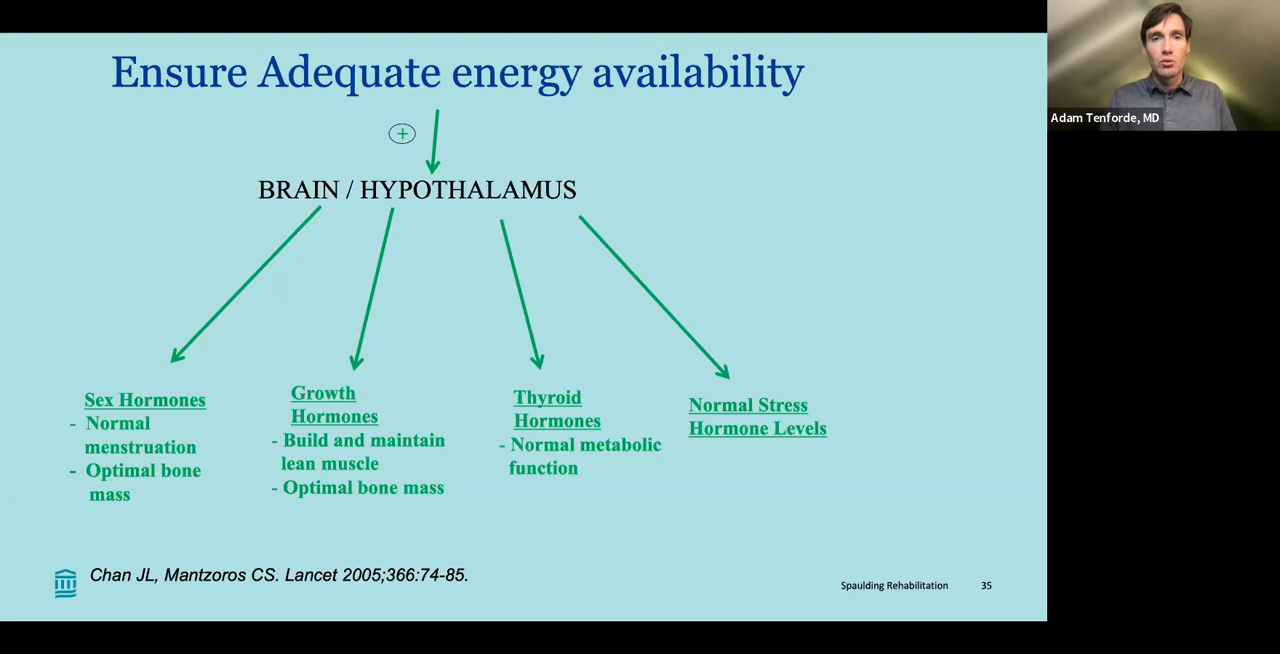 Ensure Adequate energy availability
+
BRAIN / HYPOTHALAMUS
Sex Hormones
- Normal
menstruation
- Optimal bone
mass
Growth
Hormones
- Build and maintain
lean muscle
- Optimal bone mass
Thyroid
Hormones
- Normal metabolic
function
Normal Stress
Hormone Levels
Chan JL, Mantzoros CS. Lancet 2005;366:74-85.
Spaulding Rehabilitation 35
Adam Tenforde, MD